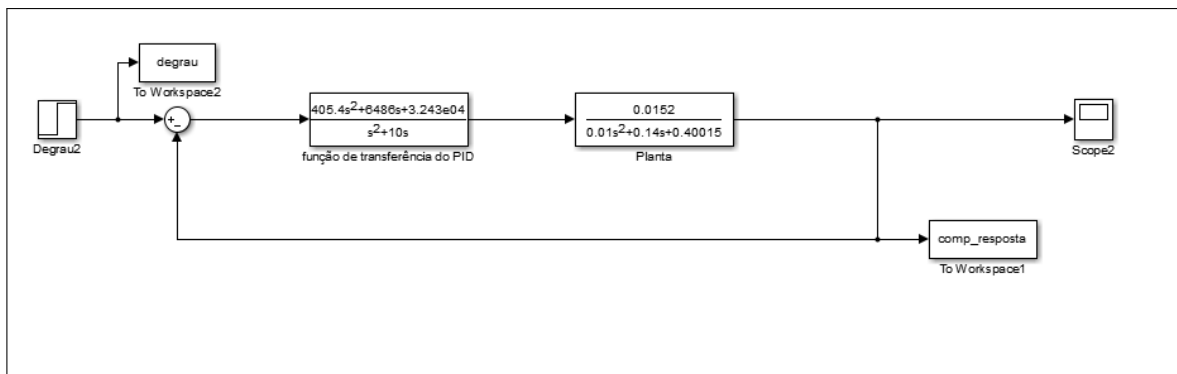 degrau
To Workspace2
Degrau2
+
−
405.4s²+6486s+3.243e04
s²+10s
função de transferência do PID
0.0152
0.01s²+0.14s+0.40015
Planta
Scope2
comp_resposta
To Workspace1